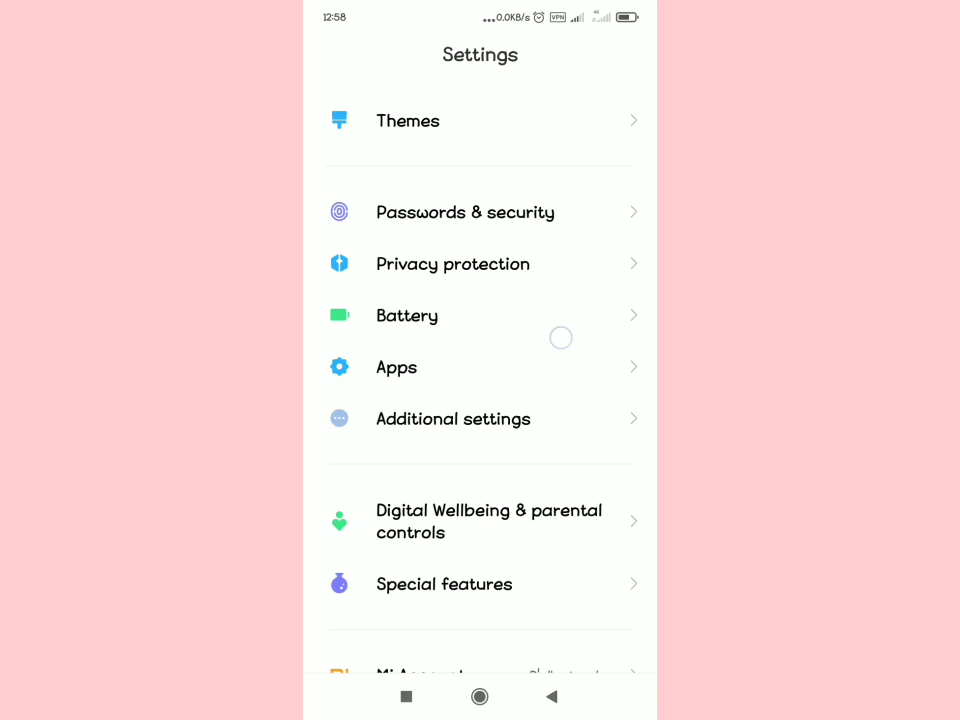 12:58
...0.0KB/s VPN 4G
Settings
Themes
Passwords & security
Privacy protection
Battery
Apps
Additional settings
Digital Wellbeing & parental
controls
Special features